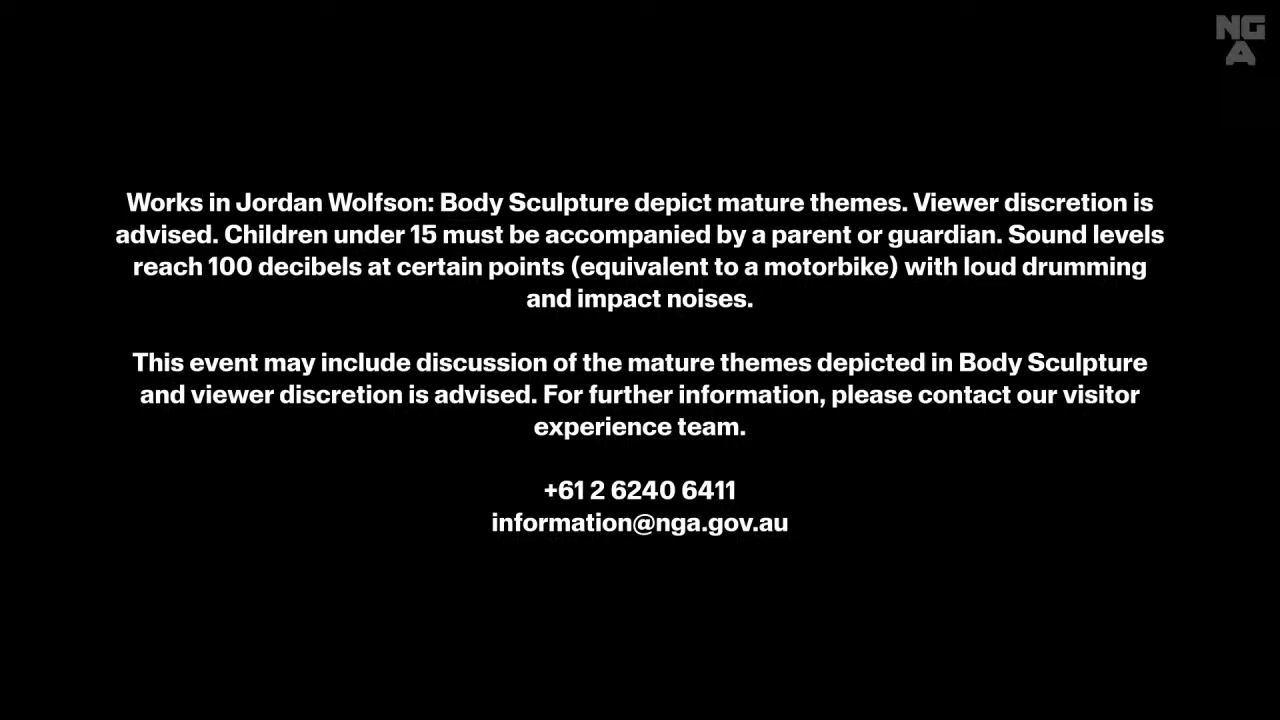 NG
A
Works in Jordan Wolfson: Body Sculpture depict mature themes. Viewer discretion is
advised. Children under 15 must be accompanied by a parent or guardian. Sound levels
reach 100 decibels at certain points (equivalent to a motorbike) with loud drumming
and impact noises.
This event may include discussion of the mature themes depicted in Body Sculpture
and viewer discretion is advised. For further information, please contact our visitor
experience team.
+61 2 6240 6411
information@nga.gov.au